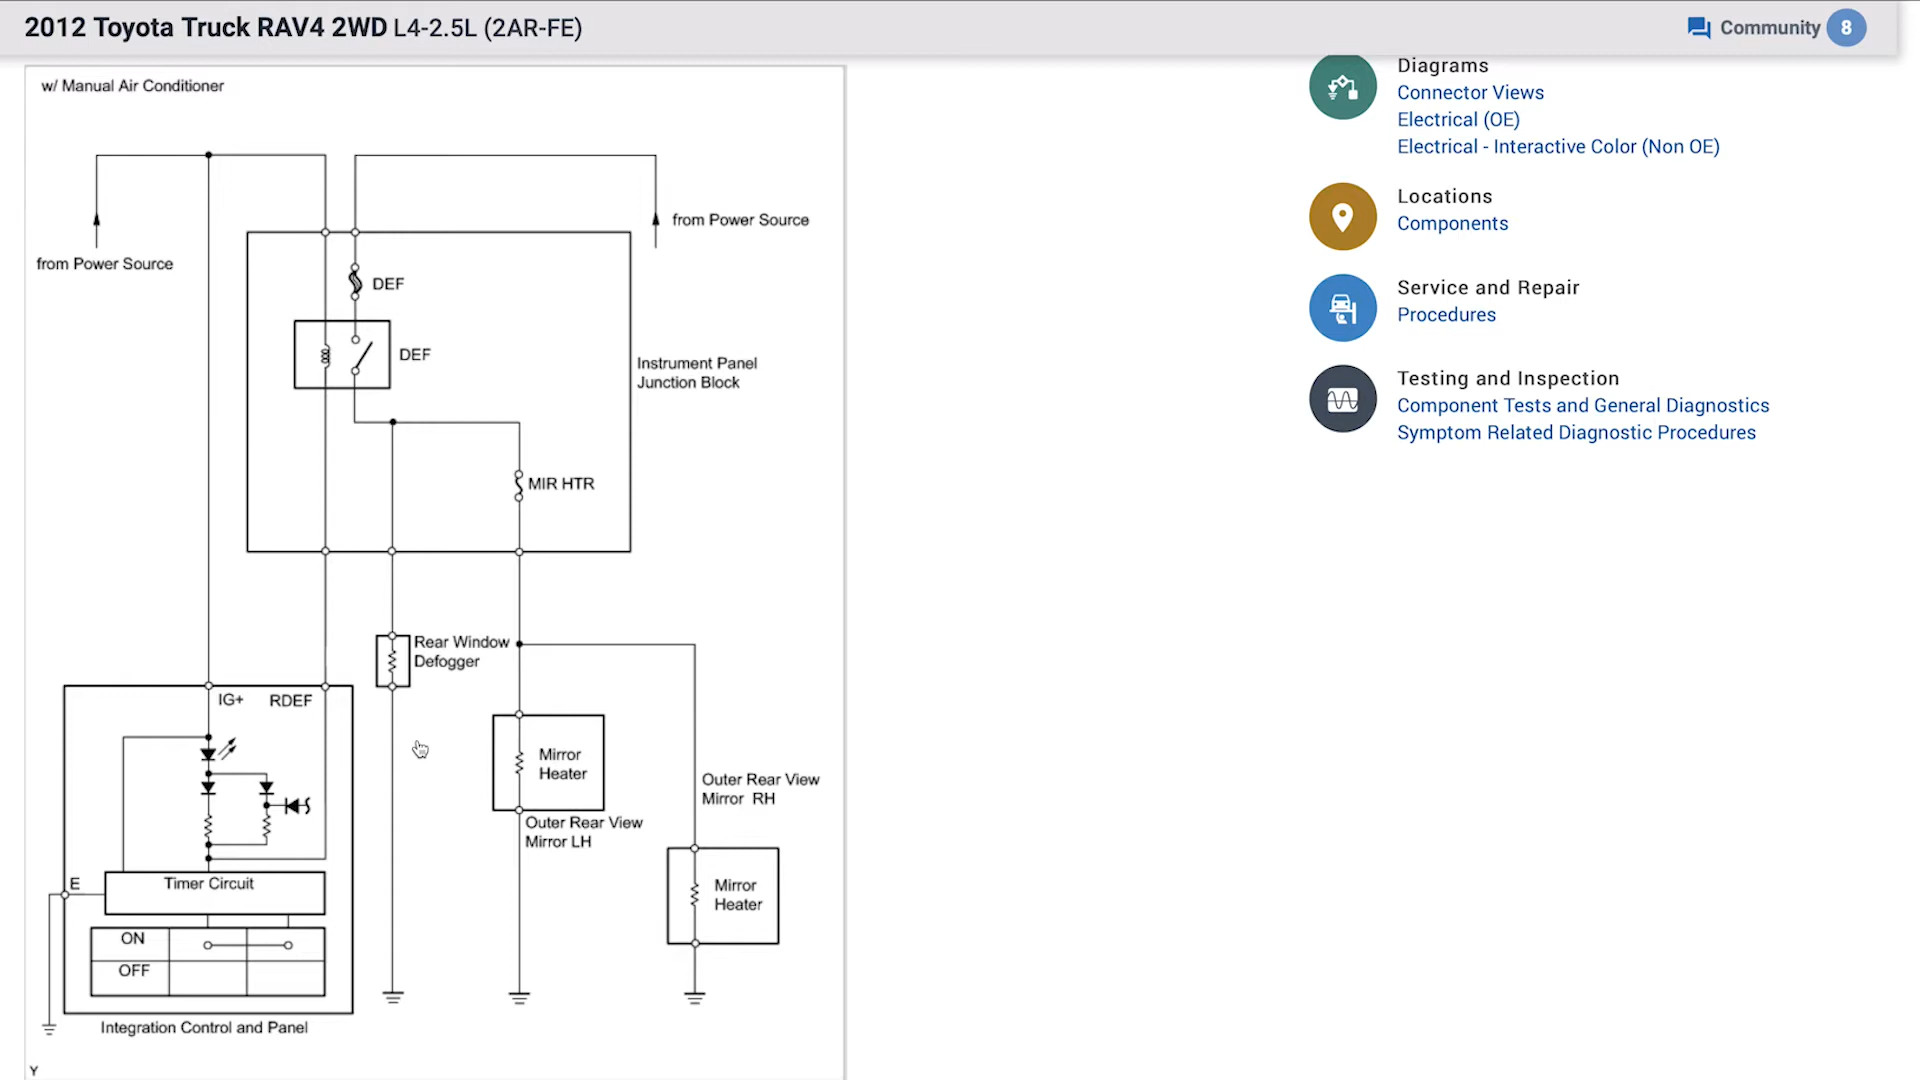 2012 Toyota Truck RAV4 2WD L4-2.5L (2AR-FE)
Community 8
w/ Manual Air Conditioner
from Power Source
from Power Source
DEF
DEF
Instrument Panel
Junction Block
MIR HTR
Rear Window
Defogger
IG+ RDEF
Mirror
Heater
Outer Rear View
Mirror LH
Outer Rear View
Mirror RH
Mirror
Heater
E
Timer Circuit
ON
OFF
Integration Control and Panel
Y
Diagrams
Connector Views
Electrical (OE)
Electrical - Interactive Color (Non OE)
Locations
Components
Service and Repair
Procedures
Testing and Inspection
Component Tests and General Diagnostics
Symptom Related Diagnostic Procedures